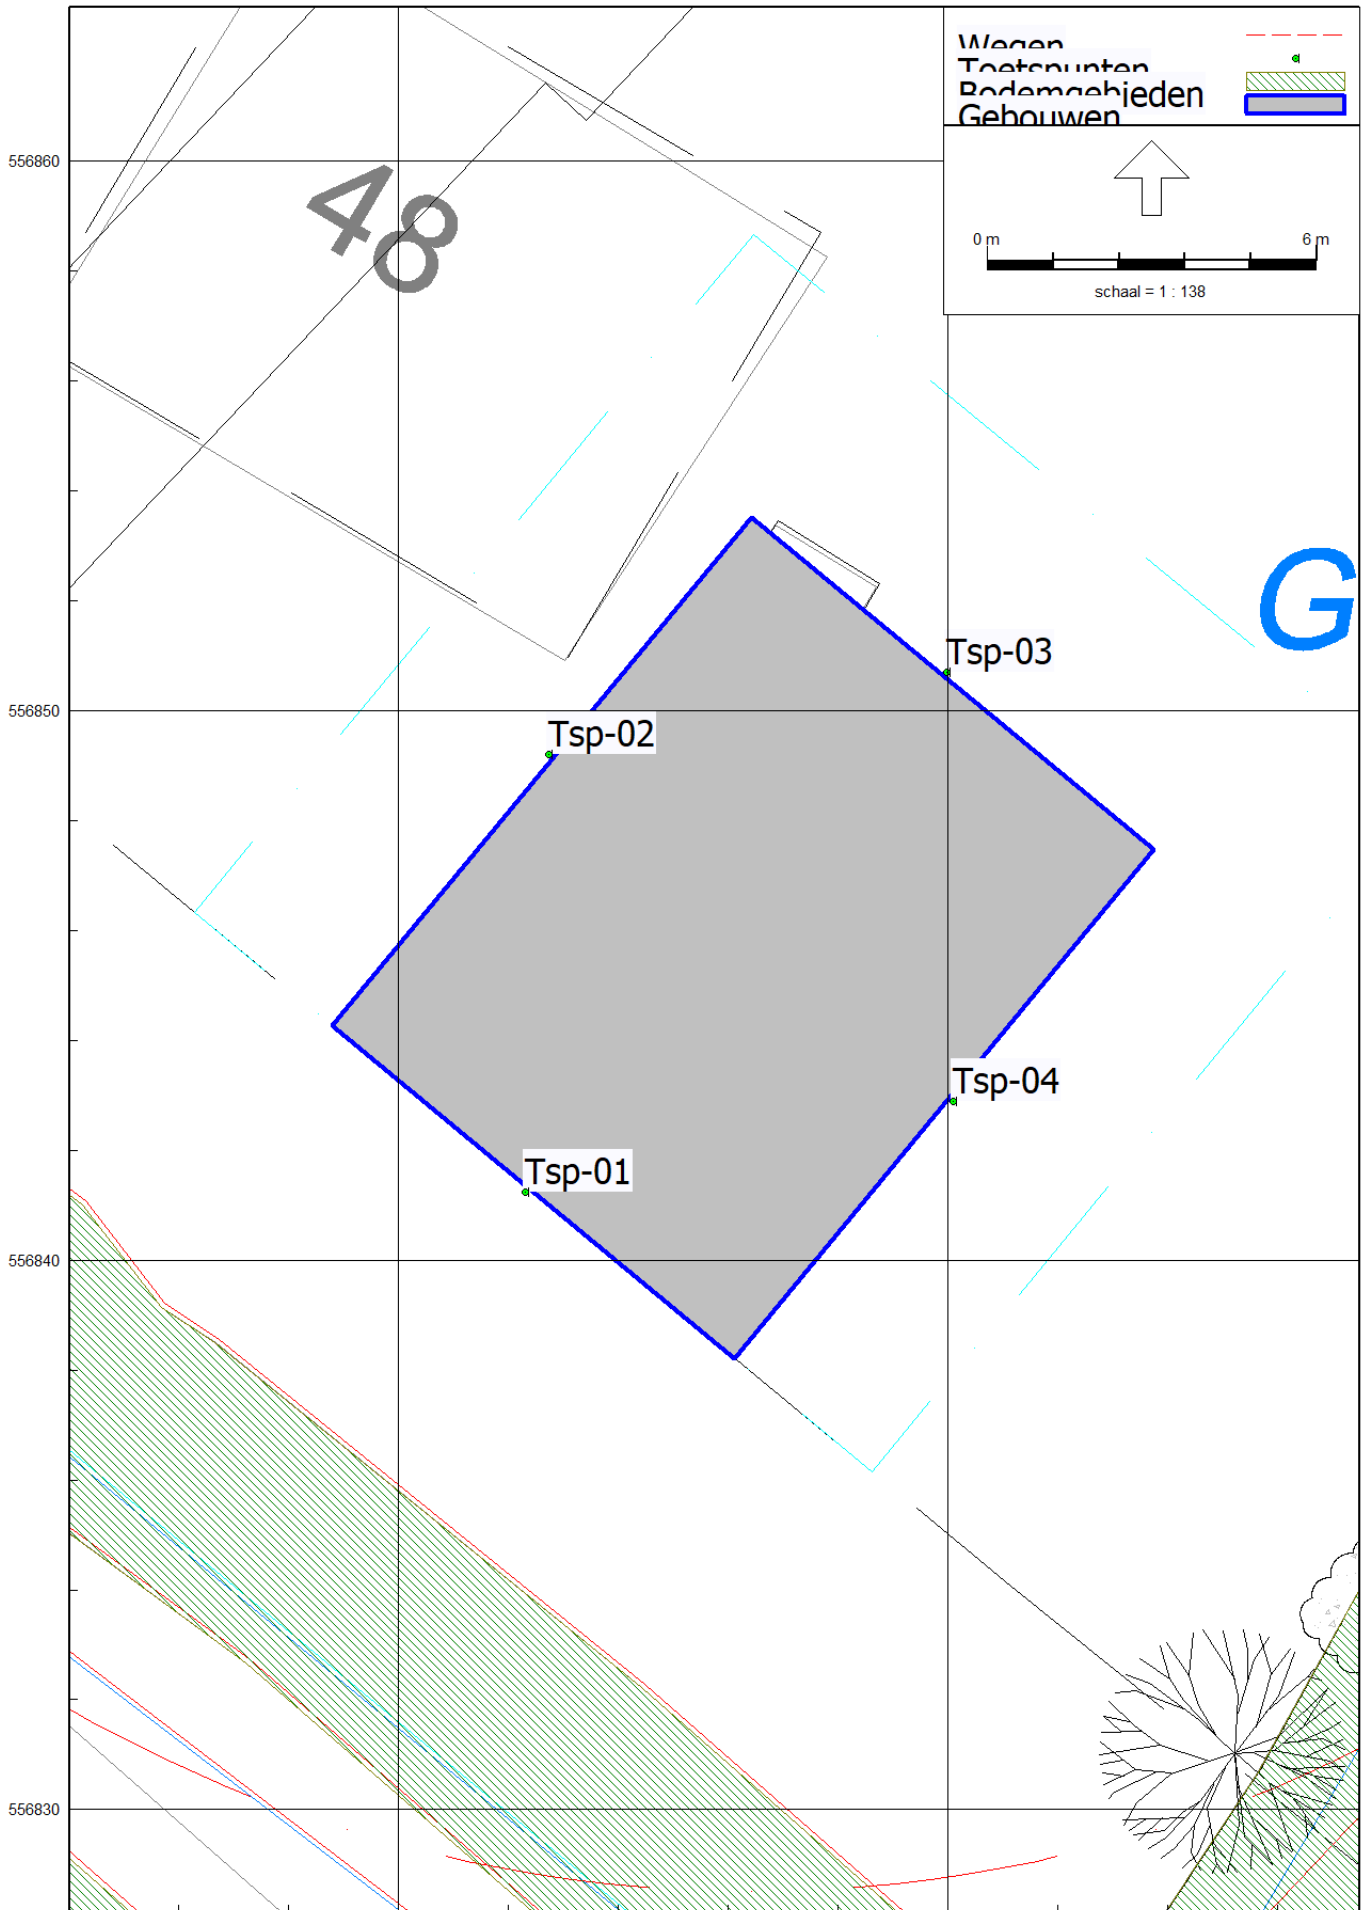 Wegen
Toetspunten
Bodemgebieden
Gebouwen
556860
48
0 m 6 m
schaal = 1 : 138
G
Tsp-03
556850
Tsp-02
Tsp-04
Tsp-01
556840
556830